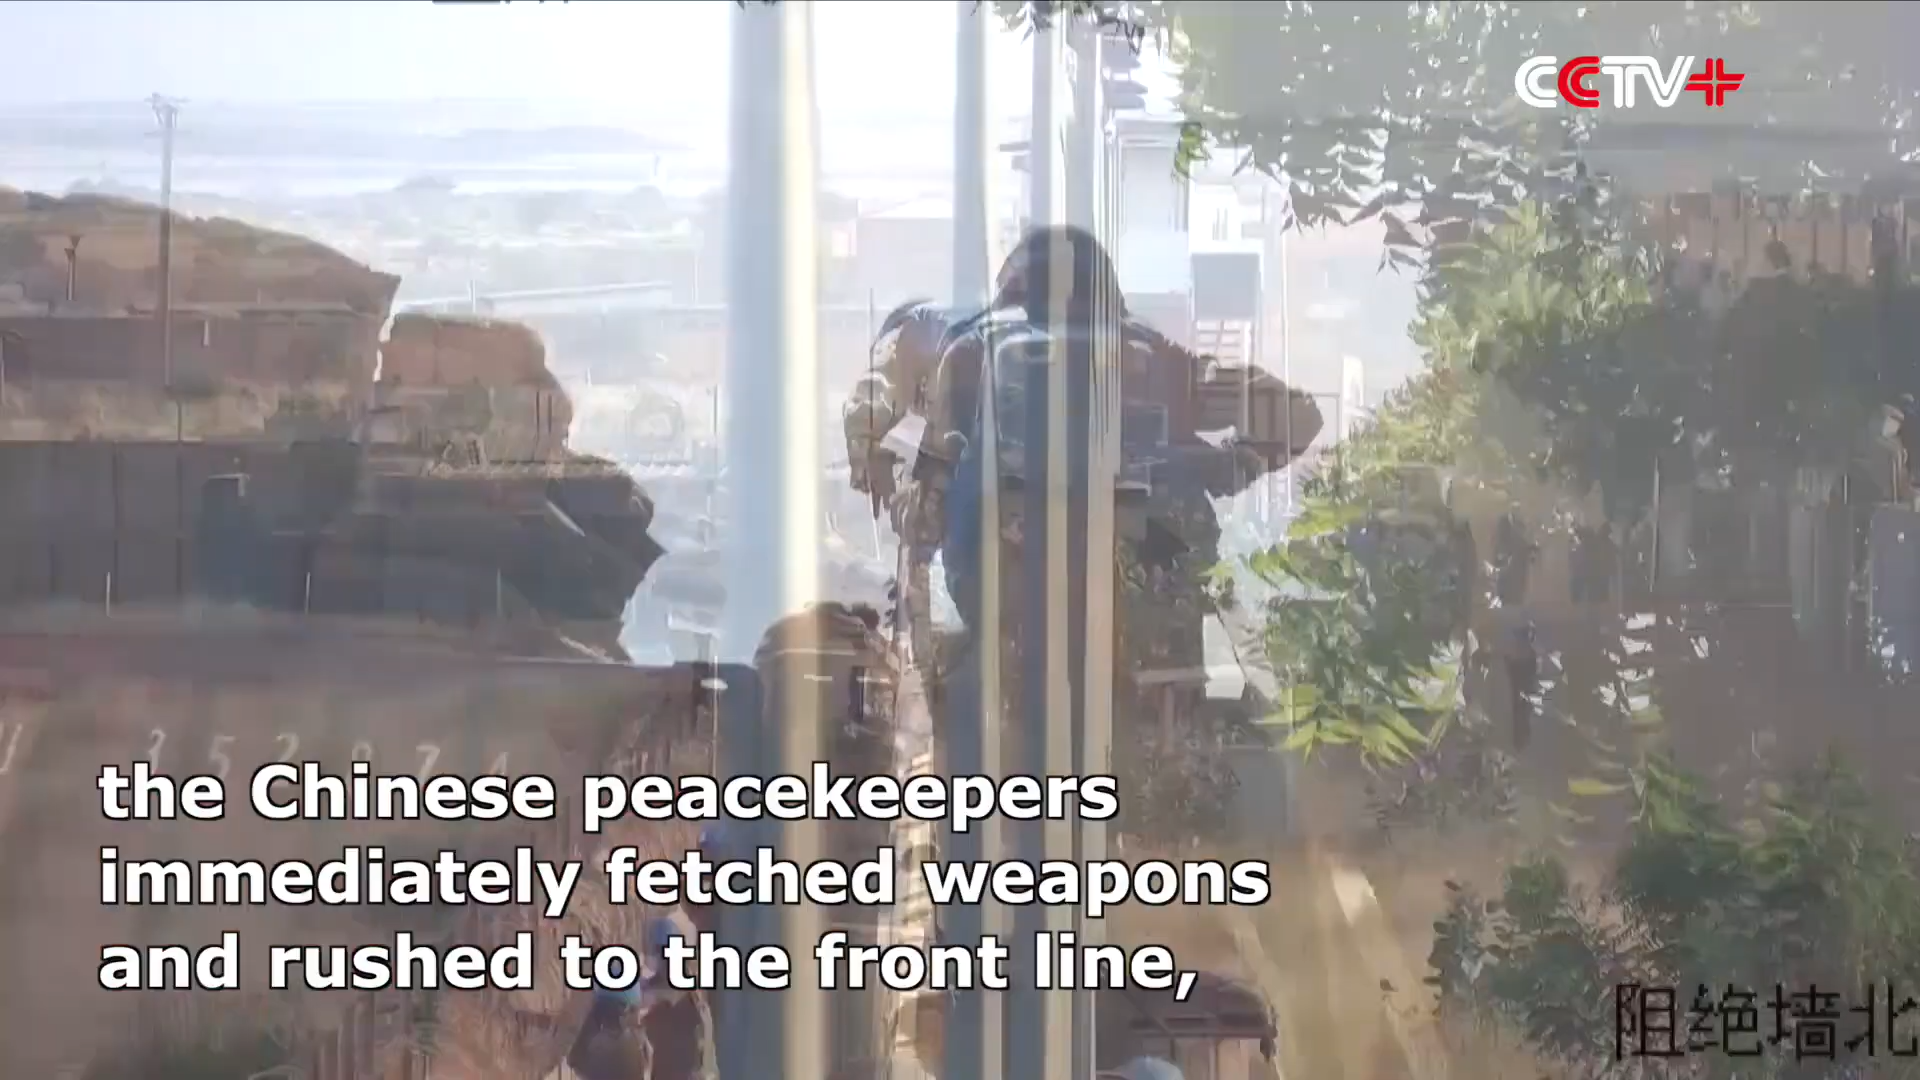 CCTV+
the Chinese peacekeepers
immediately fetched weapons
and rushed to the front line,
阻绝墙北